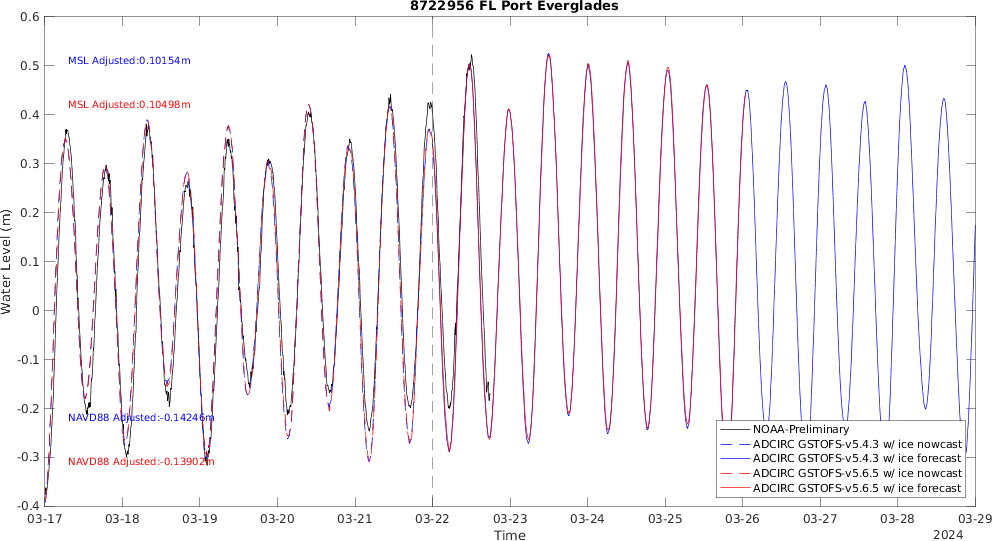 8722956 FL Port Everglades
0.6
0.5
0.4
0.3
0.2
0.1
0
-0.1
-0.2
-0.3
-0.4
Water Level (m)
MSL Adjusted:0.10154m
MSL Adjusted:0.10498m
NAVD88 Adjusted:-0.14246m
NAVD88 Adjusted:-0.13902m
NOAA-Preliminary
ADCIRC GSTOFS-v5.4.3 w/ ice nowcast
ADCIRC GSTOFS-v5.4.3 w/ ice forecast
ADCIRC GSTOFS-v5.6.5 w/ ice nowcast
ADCIRC GSTOFS-v5.6.5 w/ ice forecast
03-17 03-18 03-19 03-20 03-21 03-22 03-23 03-24 03-25 03-26 03-27 03-28 03-29
Time
2024